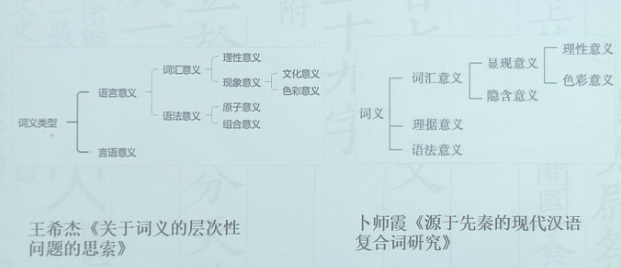 词义类型
语言意义
言语意义
词汇意义
语法意义
理性意义
现象意义
文化意义
色彩意义
原子意义
组合意义
王希杰《关于词义的层次性
问题的思索》
词义
词汇意义
理据意义
语法意义
显现意义
隐含意义
理性意义
色彩意义
卜师霞《源于先秦的现代汉语
复合词研究》